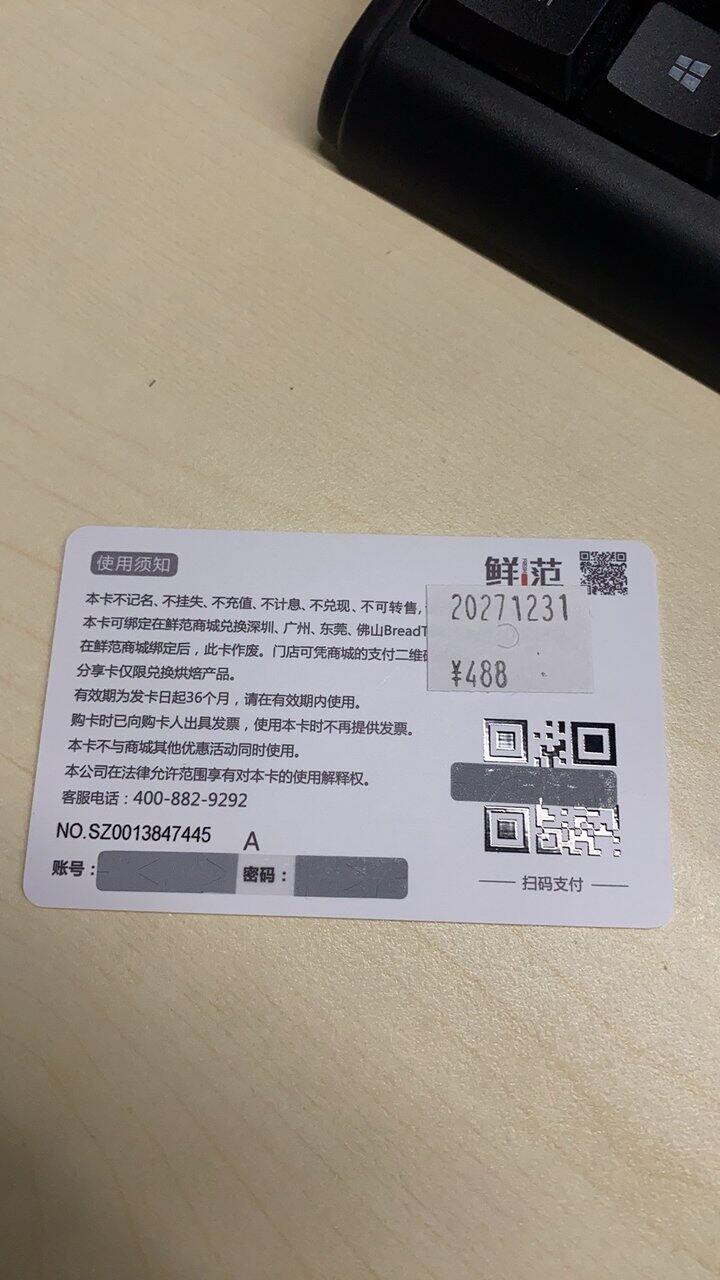 使用须知
鲜范
本卡不记名、不挂失、不充值、不计息、不兑现、不可转售,
本卡可绑定在鲜范商城兑换深圳、广州、东莞、佛山BreadT
在鲜范商城绑定后，此卡作废。门店可凭商城的支付二维
分享卡仅限兑换烘焙产品。
有效期为发卡日起36个月，请在有效期内使用。
购卡时已向购卡人出具发票，使用本卡时不再提供发票。
本卡不与商城其他优惠活动同时使用。
本公司在法律允许范围享有对本卡的使用解释权。
客服电话：400-882-9292
NO.SZ0013847445
A
账号：
密码：
20271231
¥488
扫码支付